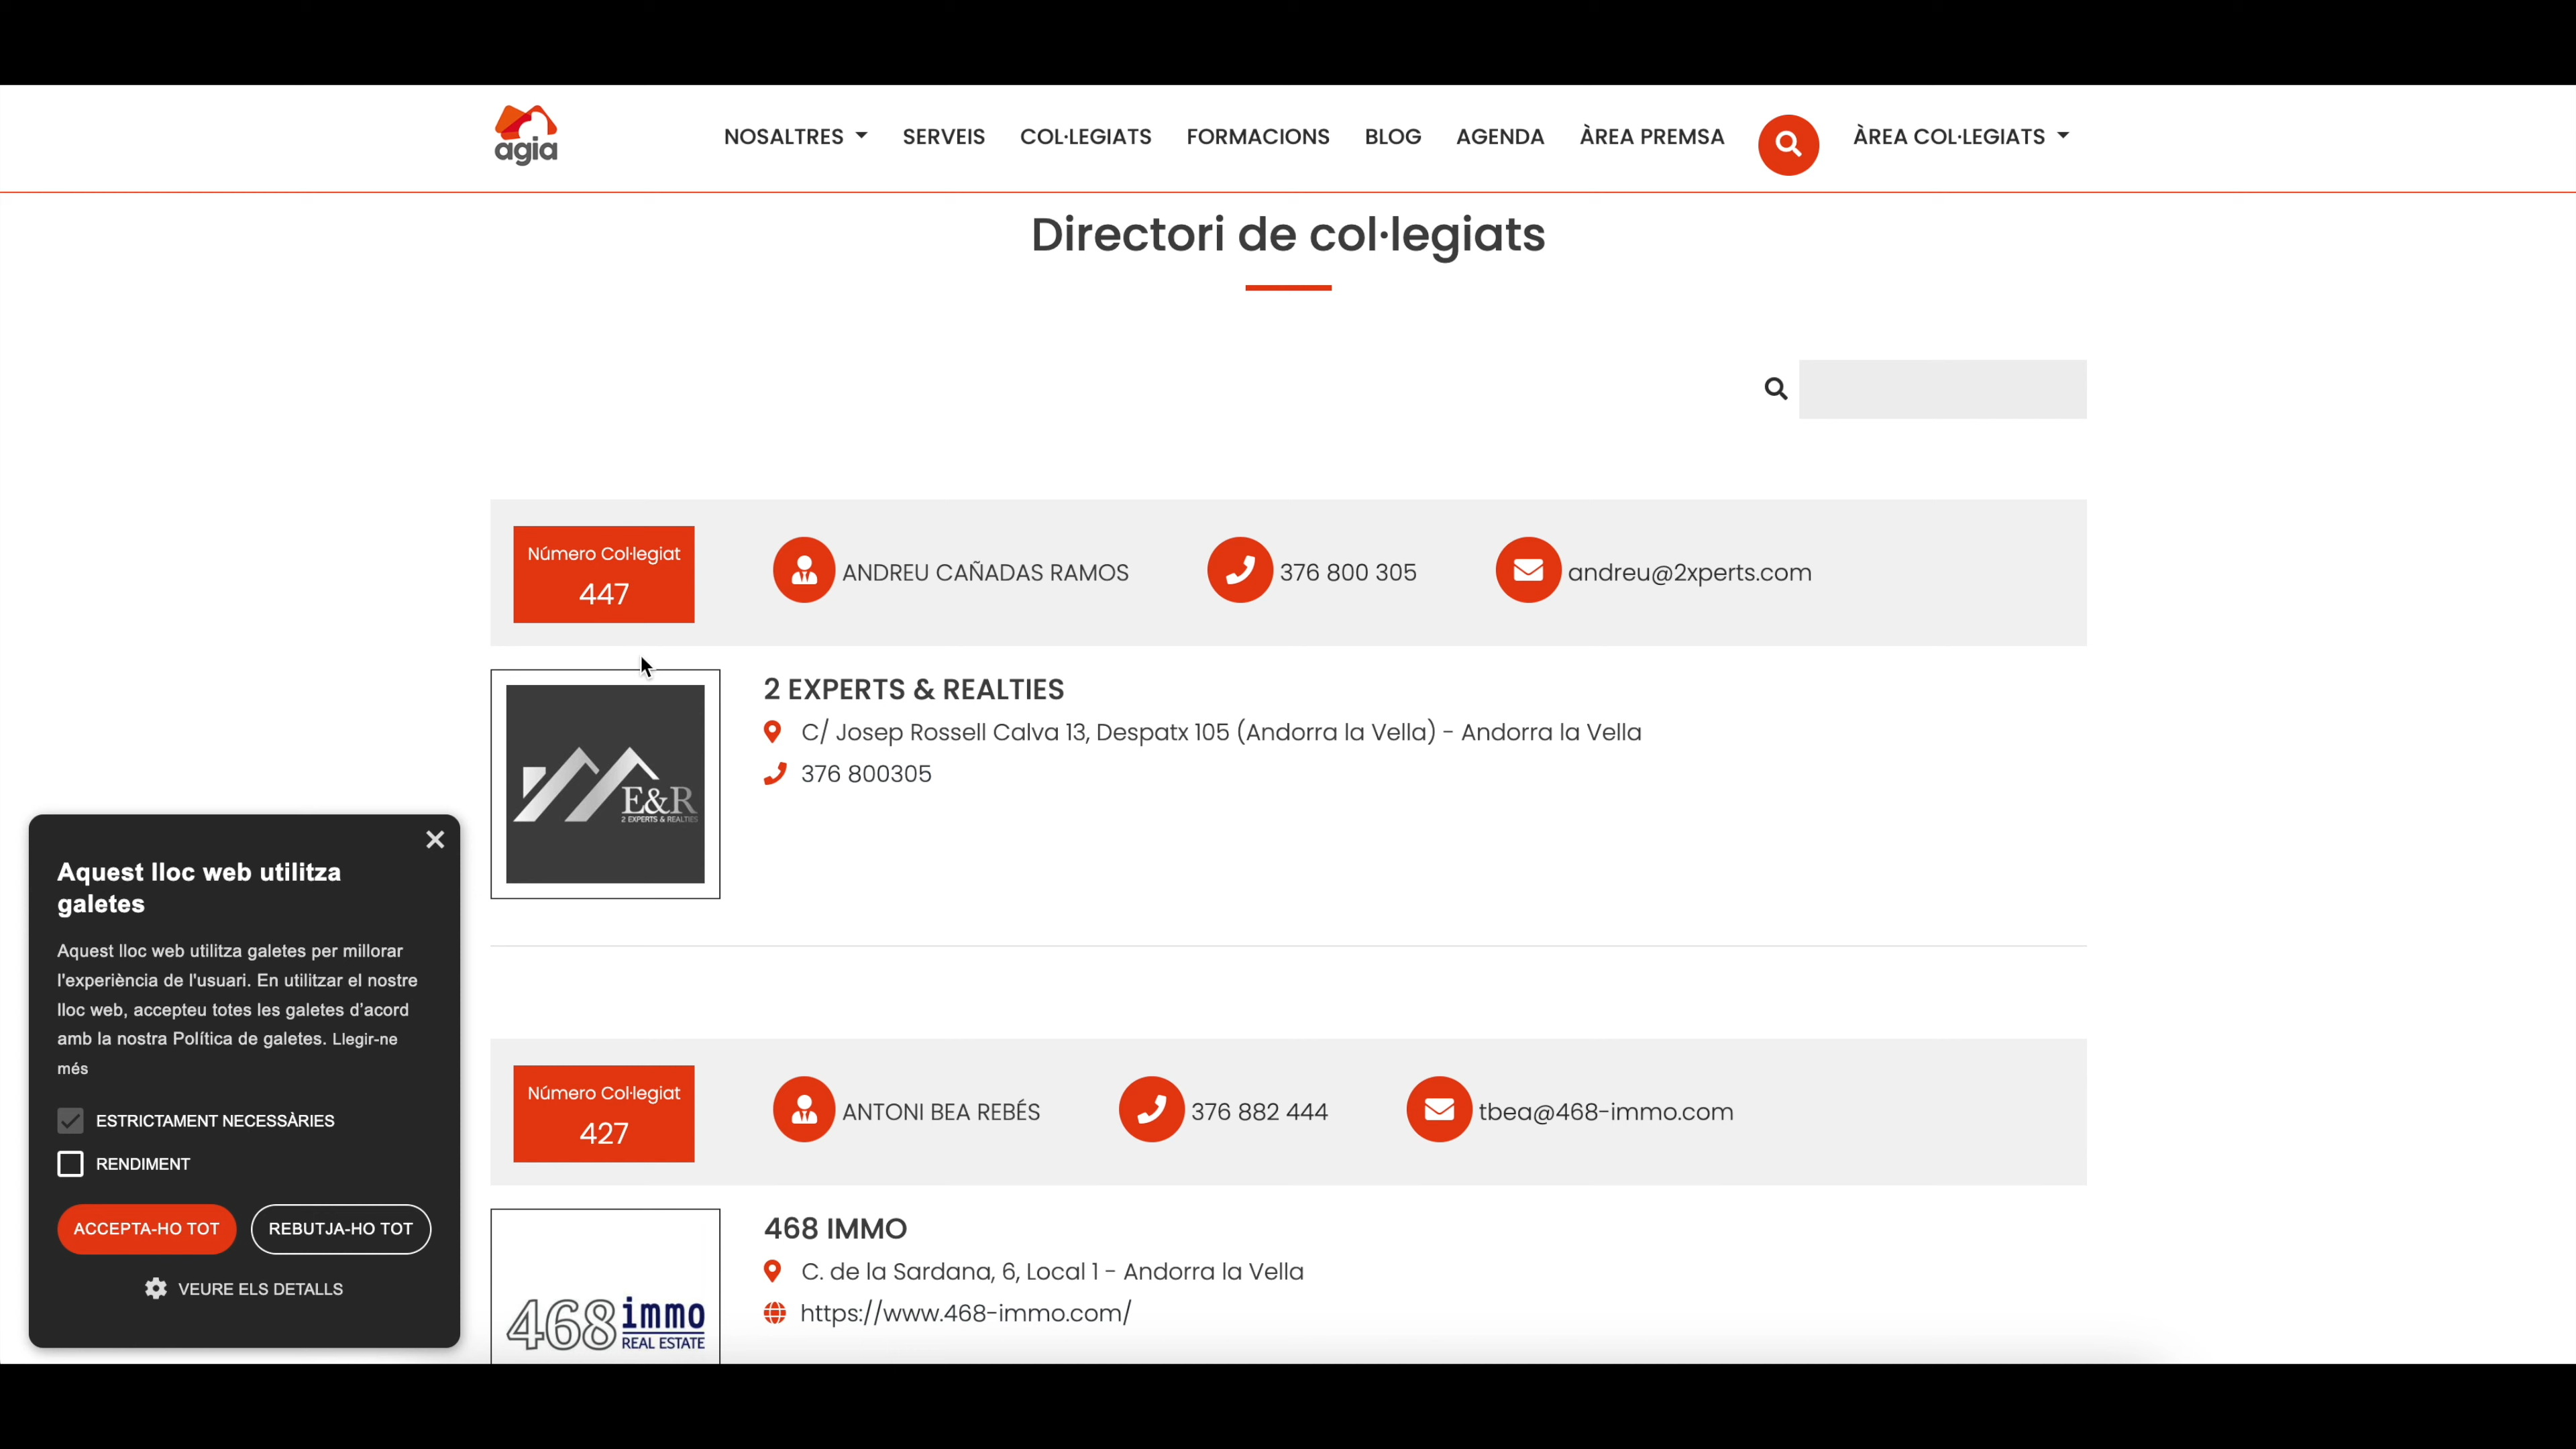 agia
NOSALTRES SERVEIS COL·LEGIATS FORMACIONS BLOG AGENDA ÀREA PREMSA ÀREA COL·LEGIATS
Directori de col·legiats
Número Col·legiat
447
ANDREU CAÑADAS RAMOS
376 800 305
andreu@2xperts.com
E&R
2 EXPERTS & REALTIES
2 EXPERTS & REALTIES
C/ Josep Rossell Calva 13, Despatx 105 (Andorra la Vella) - Andorra la Vella
376 800305
Número Col·legiat
427
ANTONI BEA REBÉS
376 882 444
tbea@468-immo.com
468 immo
REAL ESTATE
468 IMMO
C. de la Sardana, 6, Local 1 - Andorra la Vella
https://www.468-immo.com/
Aquest lloc web utilitza
galetes
Aquest lloc web utilitza galetes per millorar
l'experiència de l'usuari. En utilitzar el nostre
lloc web, accepteu totes les galetes d’acord
amb la nostra Política de galetes. Llegir-ne
més
ESTRICTAMENT NECESSÀRIES
RENDIMENT
ACCEPTA-HO TOT
REBUTJA-HO TOT
VEURE ELS DETALLS